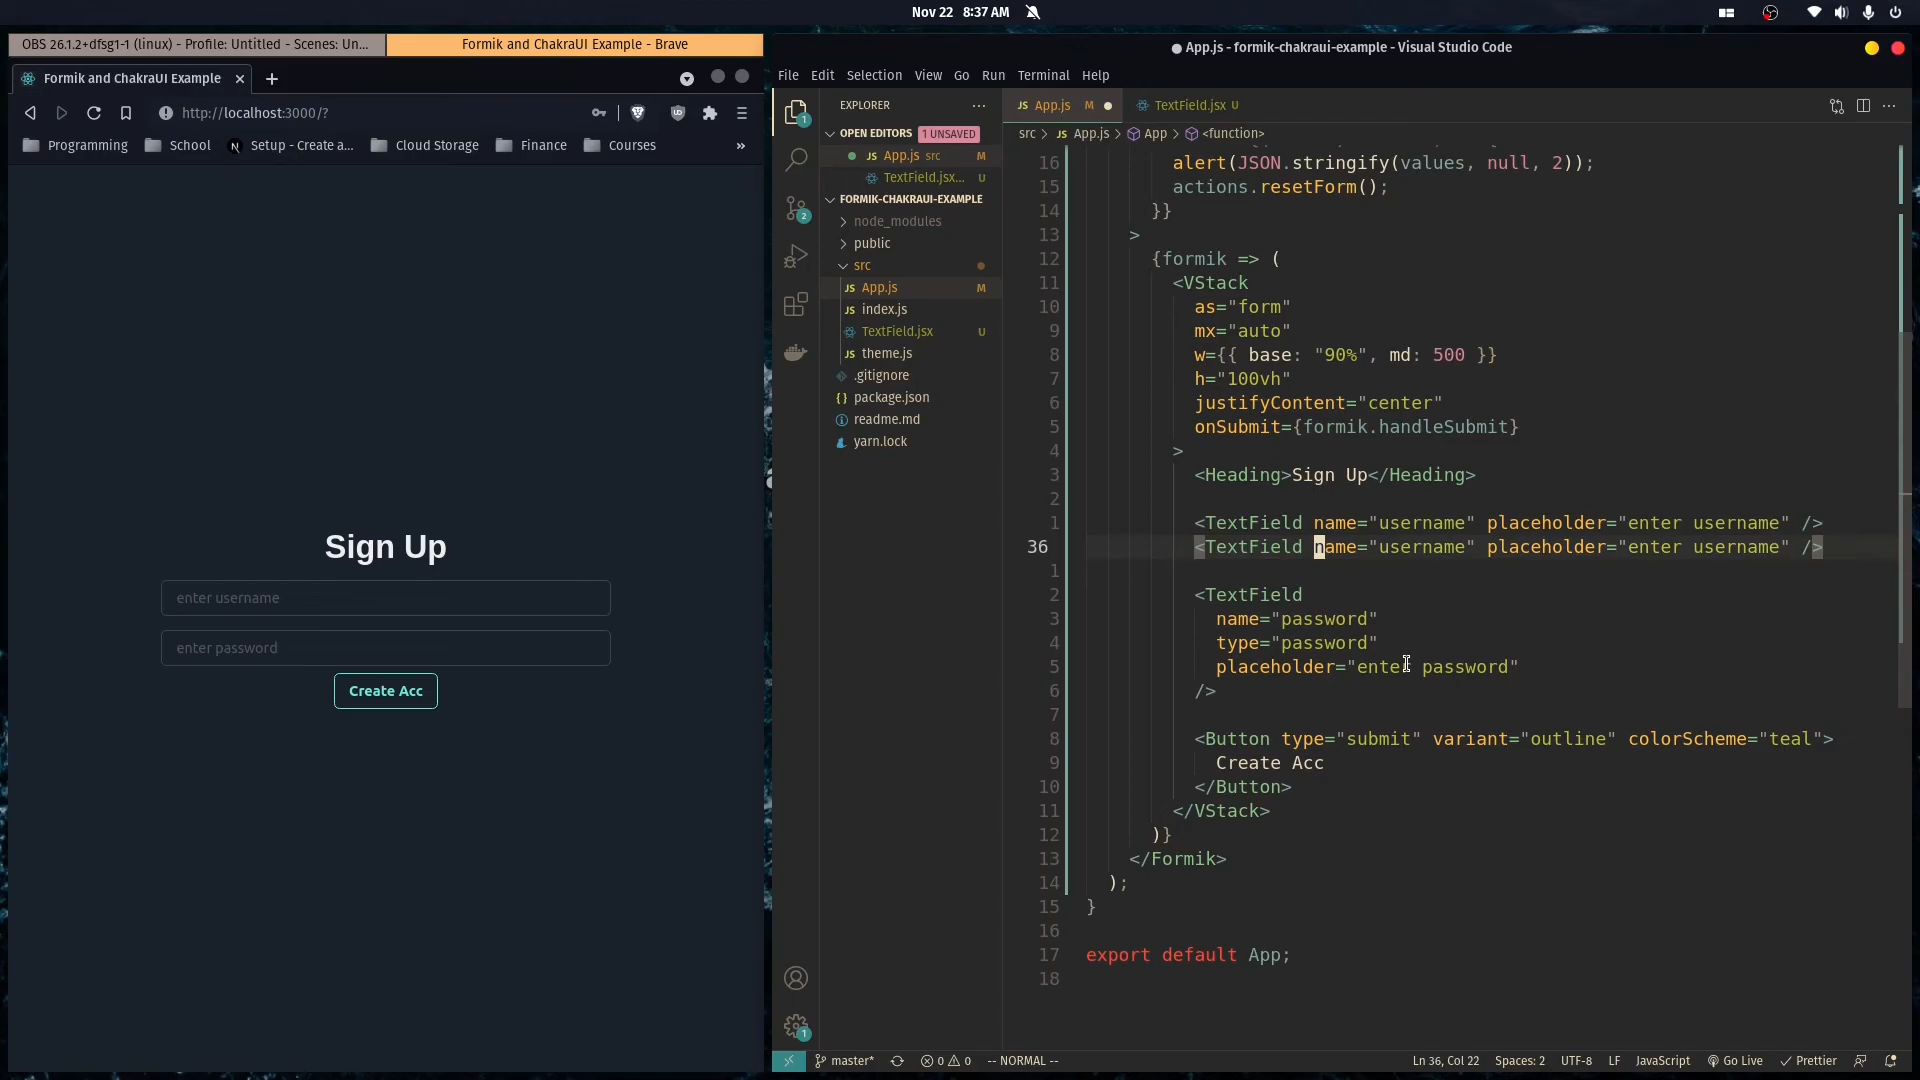 Nov 22 8:37 AM
OBS 26.1.2+dfsg1-1 (linux) - Profile: Untitled - Scenes: Un...
Formik and ChakraUI Example - Brave
Formik and ChakraUI Example
http://localhost:3000/?
Programming
School
Setup - Create a...
Cloud Storage
Finance
Courses
»
Sign Up
enter username
enter password
Create Acc
App.js - formik-chakraui-example - Visual Studio Code
File Edit Selection View Go Run Terminal Help
EXPLORER
OPEN EDITORS 1 UNSAVED
JS App.js src M
TextField.jsx... U
FORMIK-CHAKRAUI-EXAMPLE
node_modules
public
src
JS App.js M
JS index.js
TextField.jsx U
JS theme.js
.gitignore
{} package.json
readme.md
yarn.lock
JS App.js M
TextField.jsx U
src > JS App.js > App > <function>
16 alert(JSON.stringify(values, null, 2));
15 actions.resetForm();
14 }}
13 >
12 {formik => (
11 <VStack
10 as="form"
9 mx="auto"
8 w={{ base: "90%", md: 500 }}
7 h="100vh"
6 justifyContent="center"
5 onSubmit={formik.handleSubmit}
4 >
3 <Heading>Sign Up</Heading>
2
1 <TextField name="username" placeholder="enter username" />
36 <TextField name="username" placeholder="enter username" />
1
2 <TextField
3 name="password"
4 type="password"
5 placeholder="enter password"
6 />
7
8 <Button type="submit" variant="outline" colorScheme="teal">
9 Create Acc
10 </Button>
11 </VStack>
12 )}
13 </Formik>
14 );
15 }
16
17 export default App;
18
master* 0 0 -- NORMAL -- Ln 36, Col 22 Spaces: 2 UTF-8 LF JavaScript Go Live Prettier